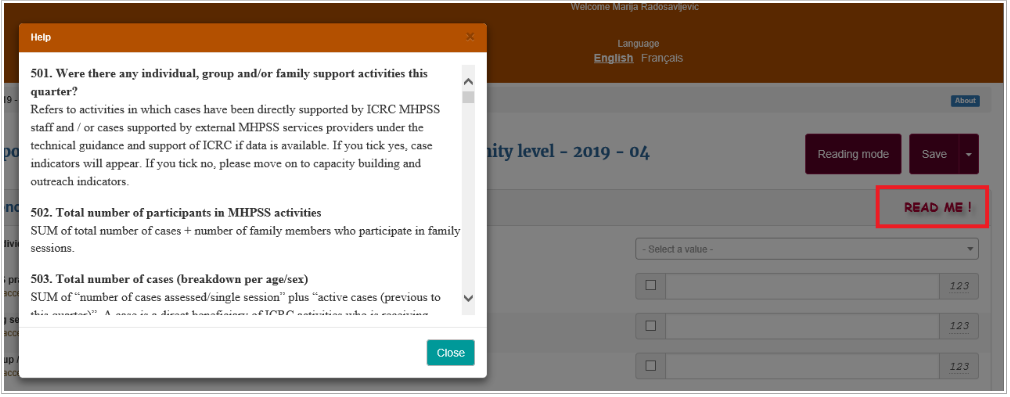 Welcome Marija Radosavljevic
Help
×
Language
English Français
501. Were there any individual, group and/or family support activities this
quarter?
Refers to activities in which cases have been directly supported by ICRC MHPSS
staff and / or cases supported by external MHPSS services providers under the
technical guidance and support of ICRC if data is available. If you tick yes, case
indicators will appear. If you tick no, please move on to capacity building and
outreach indicators.
19 -
About
po
ity level - 2019 - 04
Reading mode
Save
502. Total number of participants in MHPSS activities
SUM of total number of cases + number of family members who participate in family
sessions.
READ ME !
- Select a value -
503. Total number of cases (breakdown per age/sex)
SUM of “number of cases assessed/single session” plus “active cases (previous to
this quarter)”. A case is a direct beneficiary of ICRC activities who is receiving
123
123
Close
123